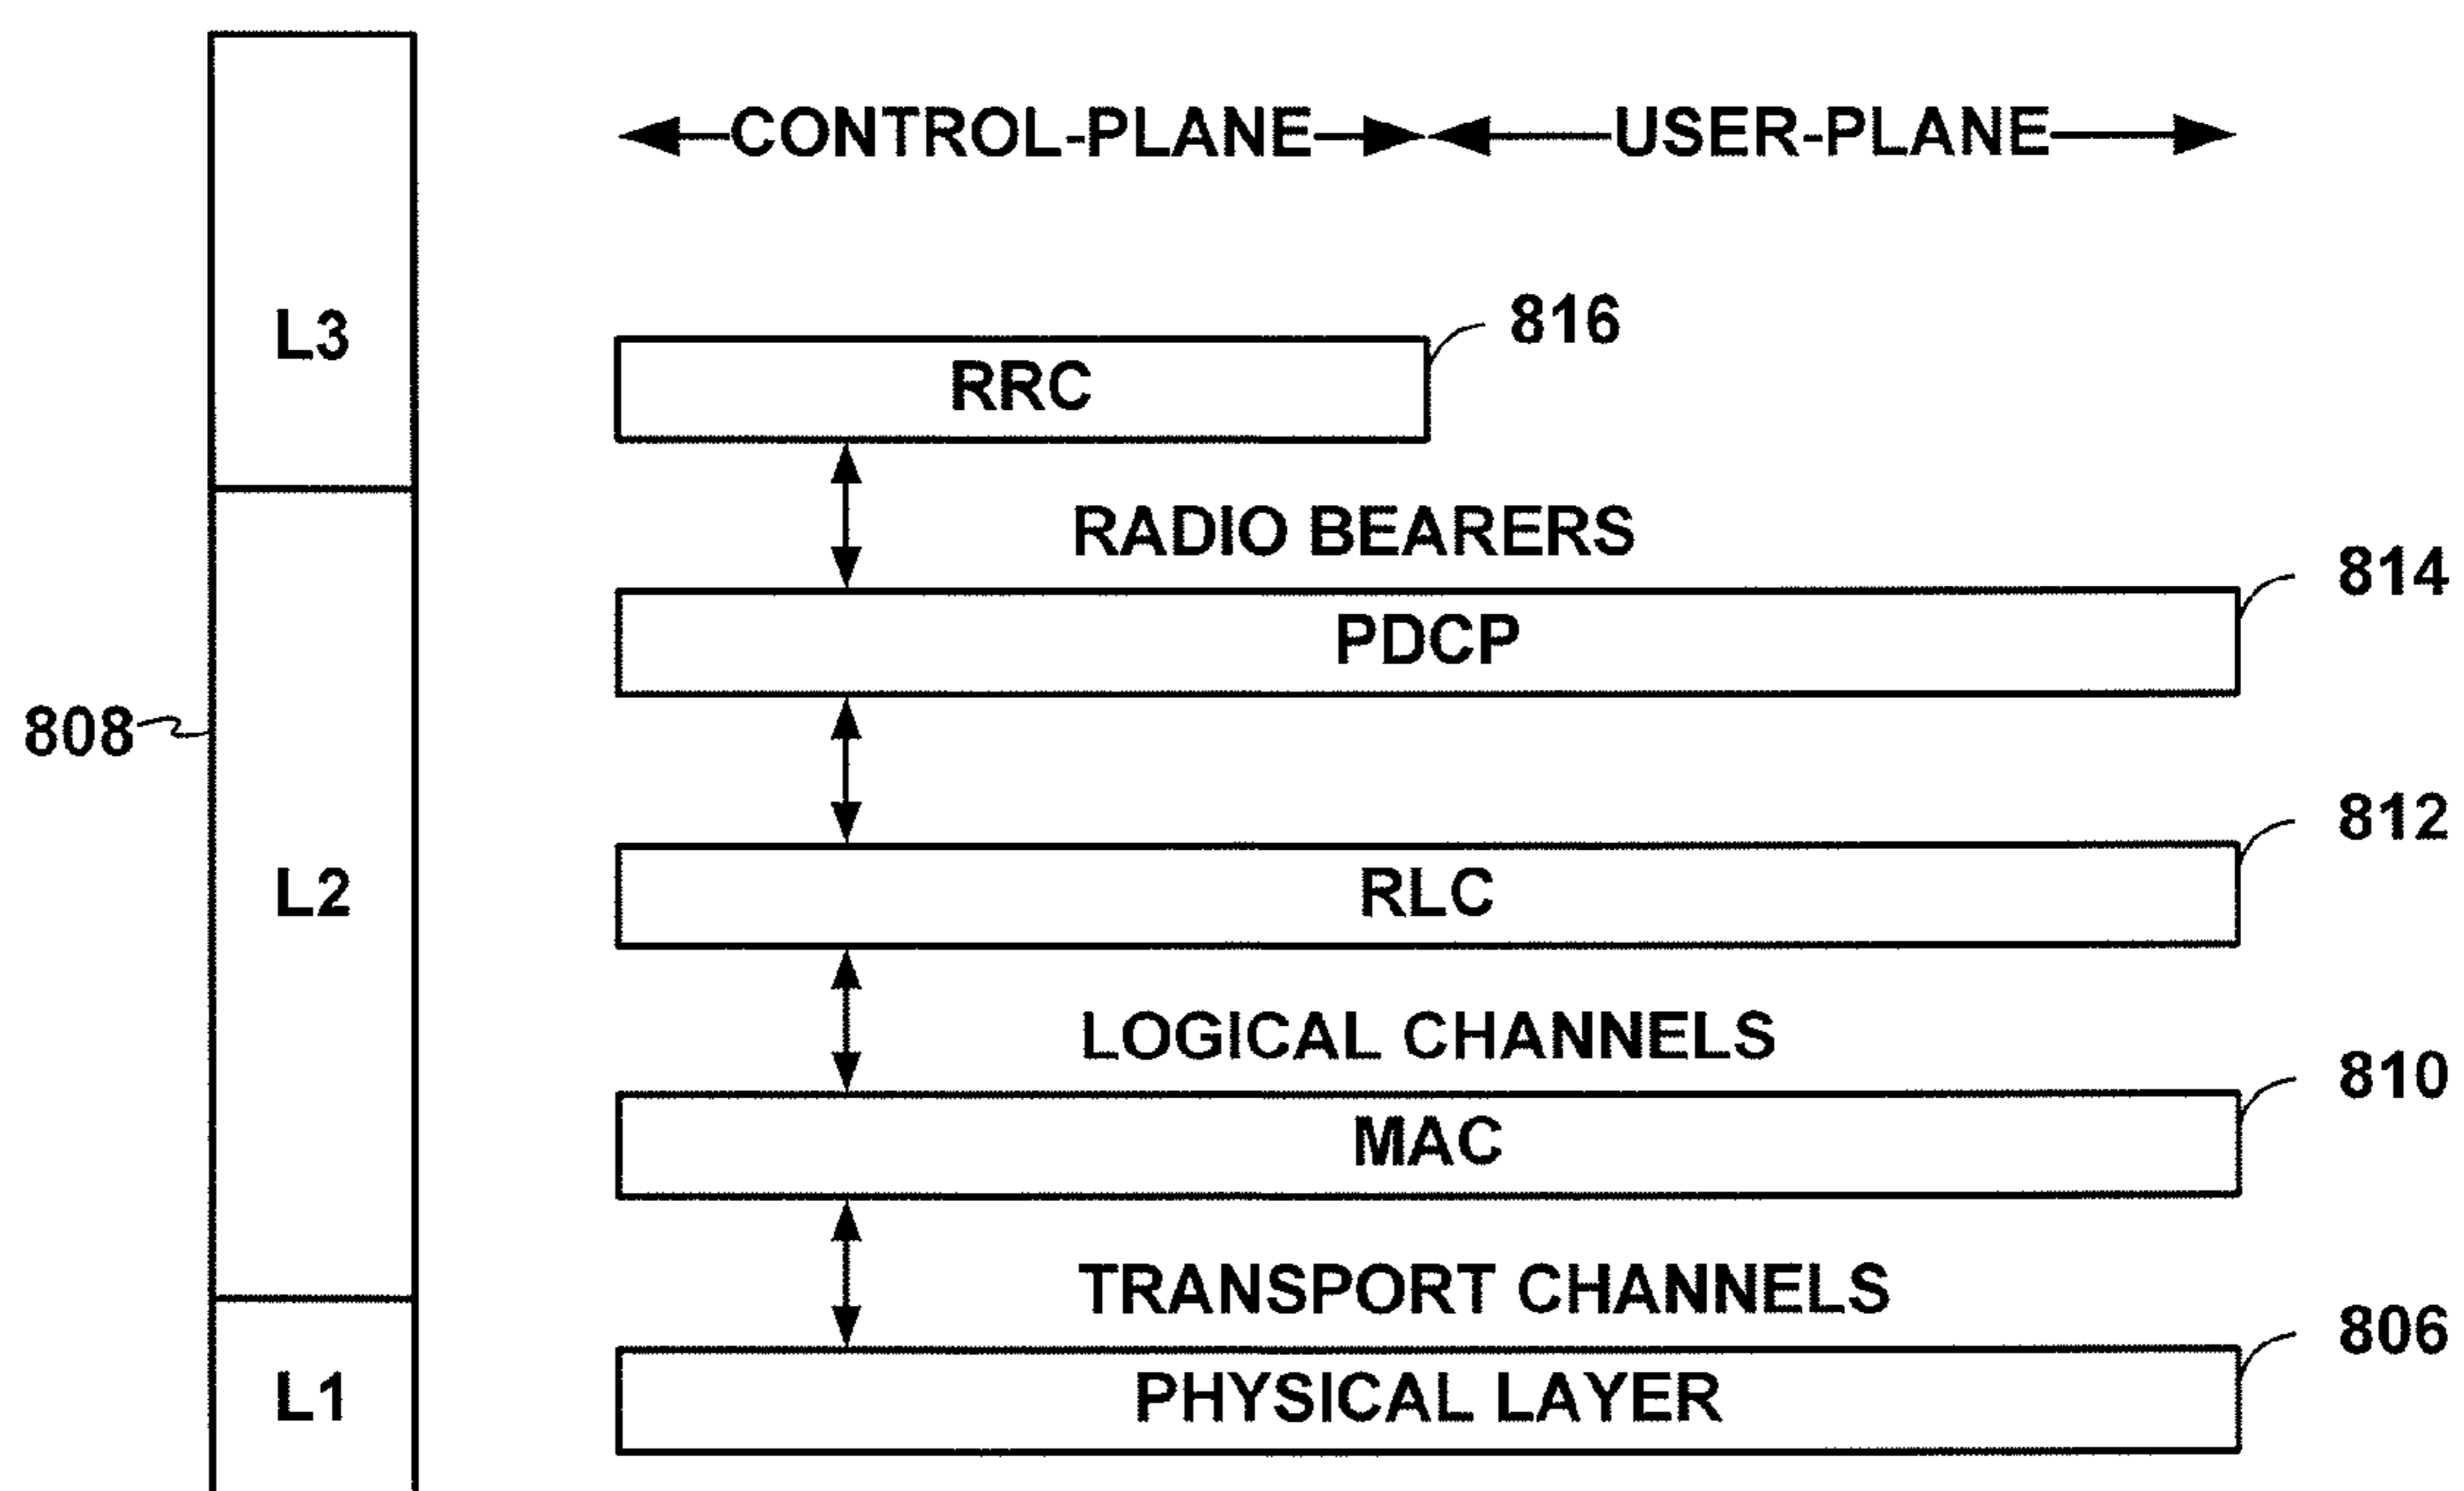 CONTROL-PLANE USER-PLANE
L3
816
RRC
RADIO BEARERS
814
PDCP
808
812
L2
RLC
LOGICAL CHANNELS
810
MAC
TRANSPORT CHANNELS
806
L1
PHYSICAL LAYER